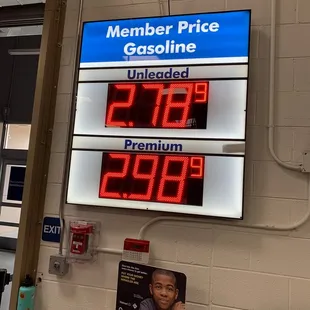 Member Price
Gasoline
Unleaded
2.78 9
Premium
2.98 9
EXIT